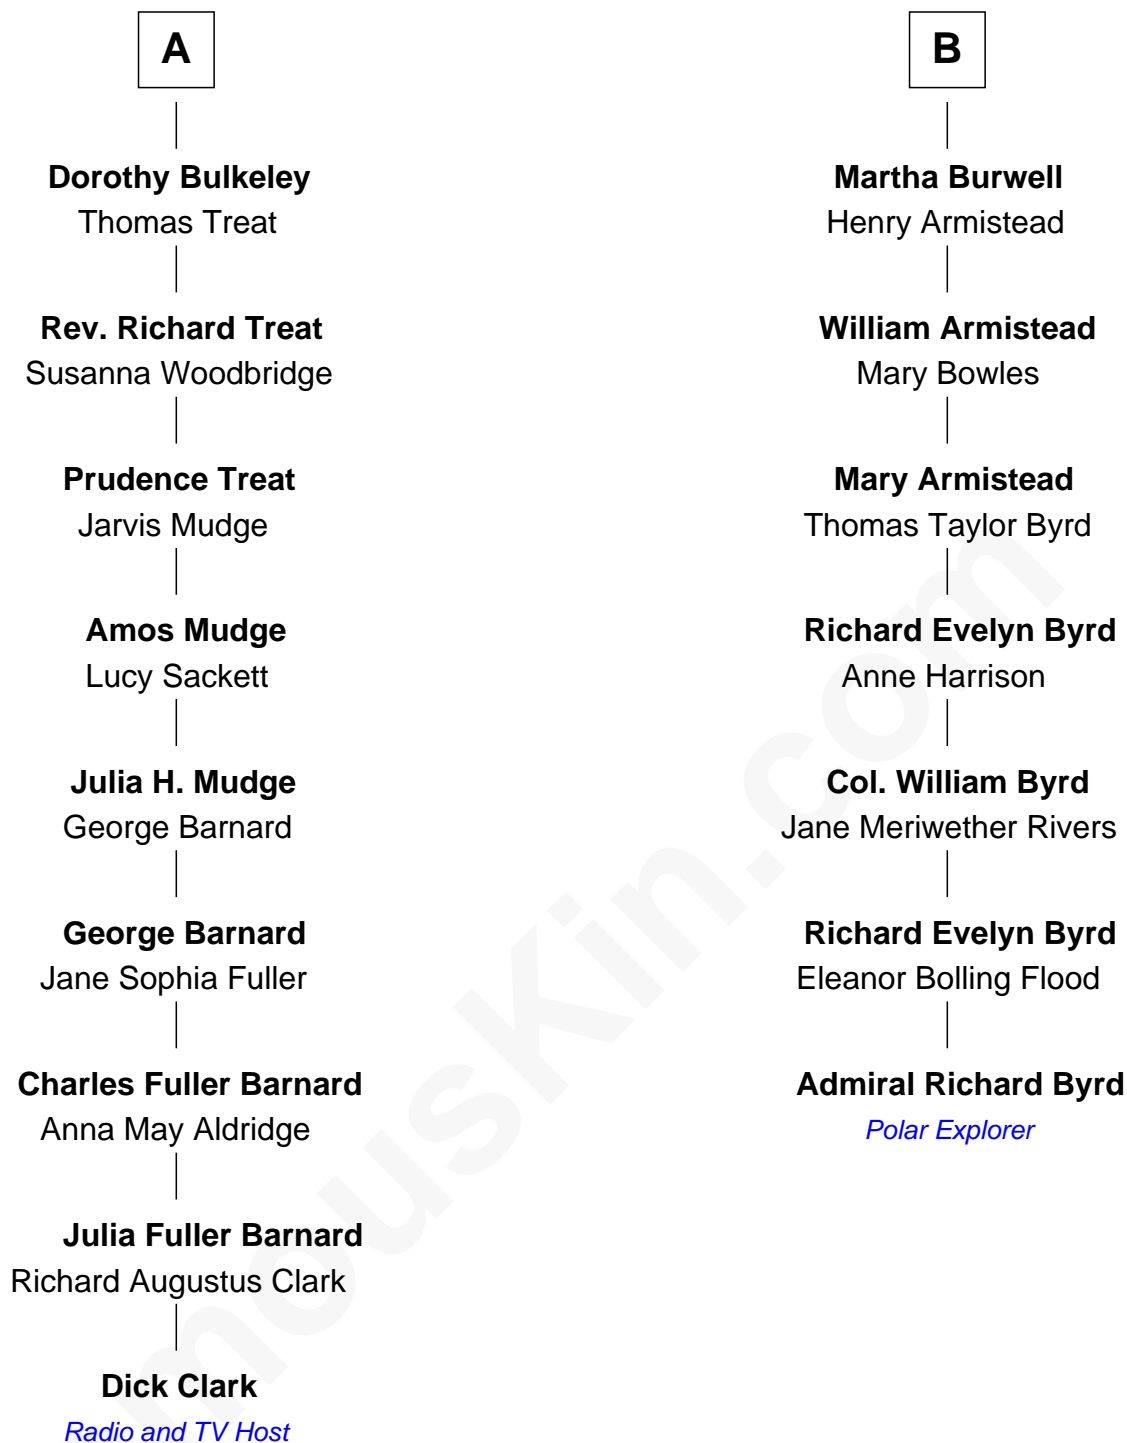 A
Dorothy Bulkeley
Thomas Treat
Rev. Richard Treat
Susanna Woodbridge
Prudence Treat
Jarvis Mudge
Amos Mudge
Lucy Sackett
Julia H. Mudge
George Barnard
George Barnard
Jane Sophia Fuller
Charles Fuller Barnard
Anna May Aldridge
Julia Fuller Barnard
Richard Augustus Clark
Dick Clark
Radio and TV Host
B
Martha Burwell
Henry Armistead
William Armistead
Mary Bowles
Mary Armistead
Thomas Taylor Byrd
Richard Evelyn Byrd
Anne Harrison
Col. William Byrd
Jane Meriwether Rivers
Richard Evelyn Byrd
Eleanor Bolling Flood
Admiral Richard Byrd
Polar Explorer
mousKin.com